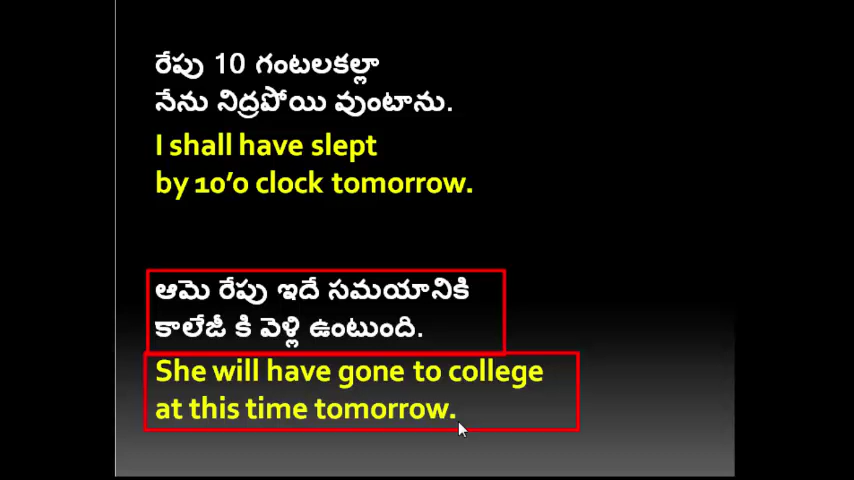 రేపు 10 గంటలకల్లా
నేను నిద్రపోయి వుంటాను.
I shall have slept
by 10'o clock tomorrow.
ఆమె రేపు ఇదే సమయానికి
కాలేజీ కి వెళ్లి ఉంటుంది.
She will have gone to college
at this time tomorrow.